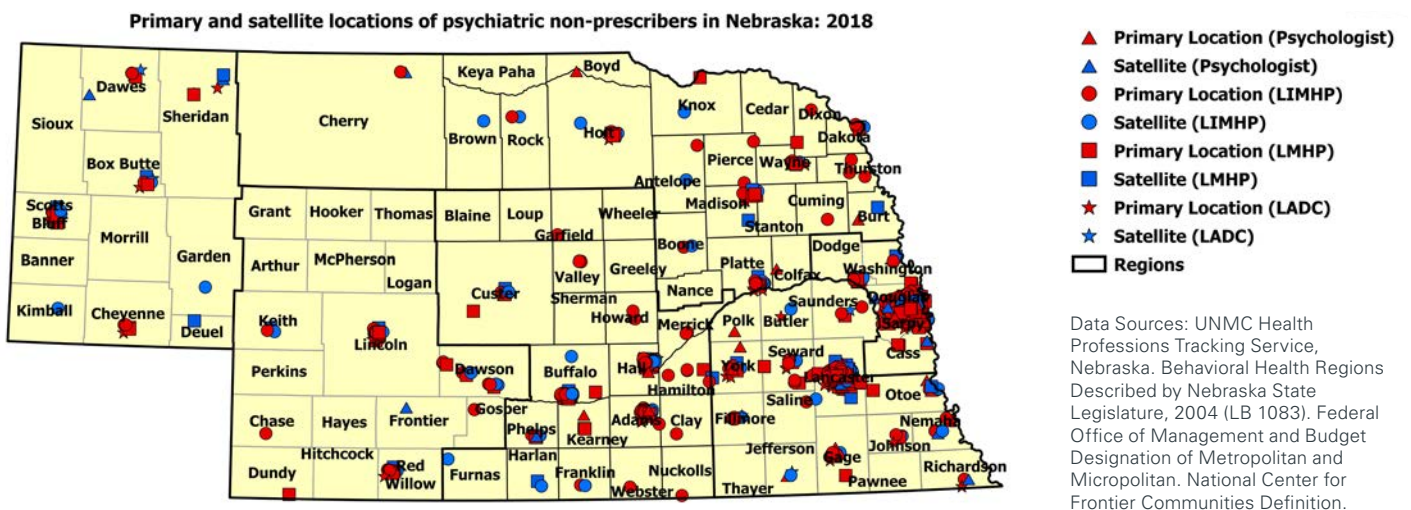 Primary and satellite locations of psychiatric non-prescribers in Nebraska: 2018
Primary Location (Psychologist)
Satellite (Psychologist)
Primary Location (LIMHP)
Satellite (LIMHP)
Primary Location (LMHP)
Satellite (LMHP)
Primary Location (LADC)
Satellite (LADC)
Regions
Data Sources: UNMC Health
Professions Tracking Service,
Nebraska. Behavioral Health Regions
Described by Nebraska State
Legislature, 2004 (LB 1083). Federal
Office of Management and Budget
Designation of Metropolitan and
Micropolitan. National Center for
Frontier Communities Definition.
Sioux
Dawes
Sheridan
Box Butte
Scotts
Bluff
Morrill
Garden
Banner
Kimball
Cheyenne
Deuel
Cherry
Keya Paha
Boyd
Brown
Rock
Holt
Knox
Cedar
Dixon
Dakota
Antelope
Pierce
Wayne
Thurston
Madison
Stanton
Cuming
Burt
Grant
Hooker
Thomas
Blaine
Loup
Garfield
Wheeler
Boone
Platte
Colfax
Dodge
Washington
Arthur
McPherson
Logan
Custer
Valley
Greeley
Nance
Sherman
Howard
Merrick
Polk
Butler
Saunders
Douglas
Sarpy
Cass
Keith
Lincoln
Perkins
Dawson
Buffalo
Hall
Hamilton
York
Seward
Lancaster
Otoe
Chase
Hayes
Frontier
Gosper
Phelps
Kearney
Adams
Clay
Fillmore
Saline
Nemaha
Johnson
Dundy
Hitchcock
Red
Willow
Furnas
Harlan
Franklin
Webster
Nuckolls
Thayer
Jefferson
Gage
Pawnee
Richardson